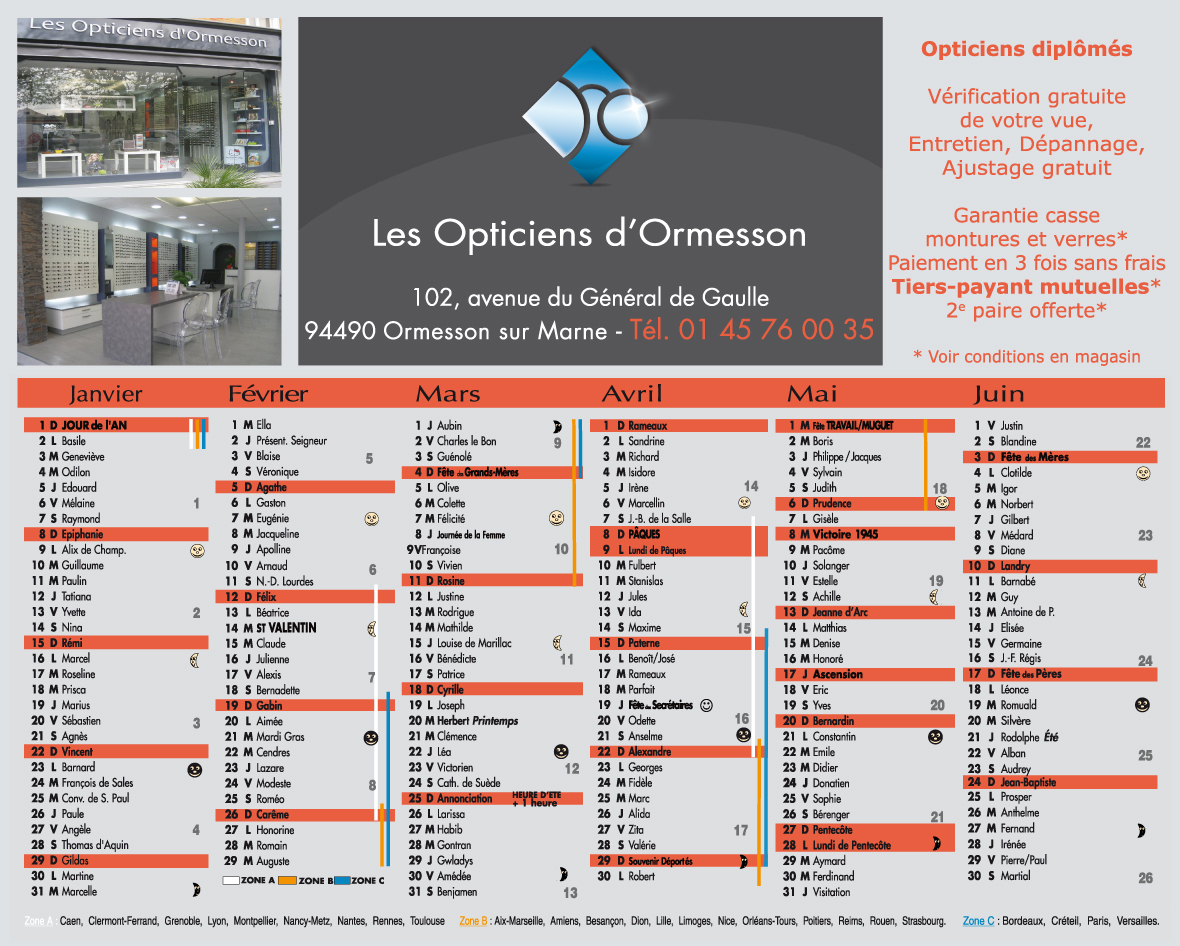 Les Opticiens d'Ormesson
Les Opticiens d'Ormesson
102, avenue du Général de Gaulle
94490 Ormesson sur Marne - Tél. 01 45 76 00 35
Opticiens diplômés
Vérification gratuite
de votre vue,
Entretien, Dépannage,
Ajustage gratuit
Garantie casse
montures et verres*
Paiement en 3 fois sans frais
Tiers-payant mutuelles*
2e paire offerte*
* Voir conditions en magasin
Janvier
1 D JOUR de l'AN
2 L Basile
3 M Geneviève
4 M Odilon
5 J Edouard
6 V Mélaine 1
7 S Raymond
8 D Epiphanie
9 L Alix de Champ.
10 M Guillaume
11 M Paulin
12 J Tatiana
13 V Yvette 2
14 S Nina
15 D Rémi
16 L Marcel
17 M Roseline
18 M Prisca
19 J Marius
20 V Sébastien 3
21 S Agnès
22 D Vincent
23 L Barnard
24 M François de Sales
25 M Conv. de S. Paul
26 J Paule
27 V Angèle 4
28 S Thomas d'Aquin
29 D Gildas
30 L Martine
31 M Marcelle
Février
1 M Ella
2 J Présent. Seigneur
3 V Blaise 5
4 S Véronique
5 D Agathe
6 L Gaston
7 M Eugénie
8 M Jacqueline
9 J Apolline
10 V Arnaud 6
11 S N.-D. Lourdes
12 D Félix
13 L Béatrice
14 M ST VALENTIN
15 M Claude
16 J Julienne
17 V Alexis 7
18 S Bernadette
19 D Gabin
20 L Aimée
21 M Mardi Gras
22 M Cendres
23 J Lazare
24 V Modeste 8
25 S Roméo
26 D Carême
27 L Honorine
28 M Romain
29 M Auguste
ZONE A ZONE B ZONE C
Mars
1 J Aubin
2 V Charles le Bon 9
3 S Guénolé
4 D Fête des Grands-Mères
5 L Olive
6 M Colette
7 M Félicité
8 J Journée de la Femme
9VFrançoise 10
10 S Vivien
11 D Rosine
12 L Justine
13 M Rodrigue
14 M Mathilde
15 J Louise de Marillac
16 V Bénédicte 11
17 S Patrice
18 D Cyrille
19 L Joseph
20 M Herbert Printemps
21 M Clémence
22 J Léa
23 V Victorien 12
24 S Cath. de Suède
25 D Annonciation HEURE D'ETE + 1 heure
26 L Larissa
27 M Habib
28 M Gontran
29 J Gwladys
30 V Amédée
31 S Benjamen 13
Avril
1 D Rameaux
2 L Sandrine
3 M Richard
4 M Isidore
5 J Irène 14
6 V Marcellin
7 S J.-B. de la Salle
8 D PÂQUES
9 L Lundi de Pâques
10 M Fulbert
11 M Stanislas
12 J Jules
13 V Ida
14 S Maxime 15
15 D Paterne
16 L Benoît/José
17 M Rameaux
18 M Parfait
19 J Fête des Secrétaires
20 V Odette 16
21 S Anselme
22 D Alexandre
23 L Georges
24 M Fidèle
25 M Marc
26 J Alida
27 V Zita 17
28 S Valérie
29 D Souvenir Déportés
30 L Robert
Mai
1 M Fête TRAVAIL/MUGUET
2 M Boris
3 J Philippe/Jacques
4 V Sylvain
5 S Judith 18
6 D Prudence
7 L Gisèle
8 M Victoire 1945
9 M Pacôme
10 J Solanger
11 V Estelle 19
12 S Achille
13 D Jeanne d'Arc
14 L Matthias
15 M Denise
16 M Honoré
17 J Ascension
18 V Eric
19 S Yves 20
20 D Bernardin
21 L Constantin
22 M Emile
23 M Didier
24 J Donatien
25 V Sophie
26 S Bérenger 21
27 D Pentecôte
28 L Lundi de Pentecôte
29 M Aymard
30 M Ferdinand
31 J Visitation
Juin
1 V Justin
2 S Blandine 22
3 D Fête des Mères
4 L Clotilde
5 M Igor
6 M Norbert
7 J Gilbert
8 V Médard 23
9 S Diane
10 D Landry
11 L Barnabé
12 M Guy
13 M Antoine de P.
14 J Elisée
15 V Germaine
16 S J.-F. Régis 24
17 D Fête des Pères
18 L Léonce
19 M Romuald
20 M Silvère
21 J Rodolphe Été
22 V Alban 25
23 S Audrey
24 D Jean-Baptiste
25 L Prosper
26 M Anthelme
27 M Fernand
28 J Irénée
29 V Pierre/Paul
30 S Martial 26
Zone A Caen, Clermont-Ferrand, Grenoble, Lyon, Montpellier, Nancy-Metz, Nantes, Rennes, Toulouse Zone B : Aix-Marseille, Amiens, Besançon, Dion, Lille, Limoges, Nice, Orléans-Tours, Poitiers, Reims, Rouen, Strasbourg. Zone C : Bordeaux, Créteil, Paris, Versailles.